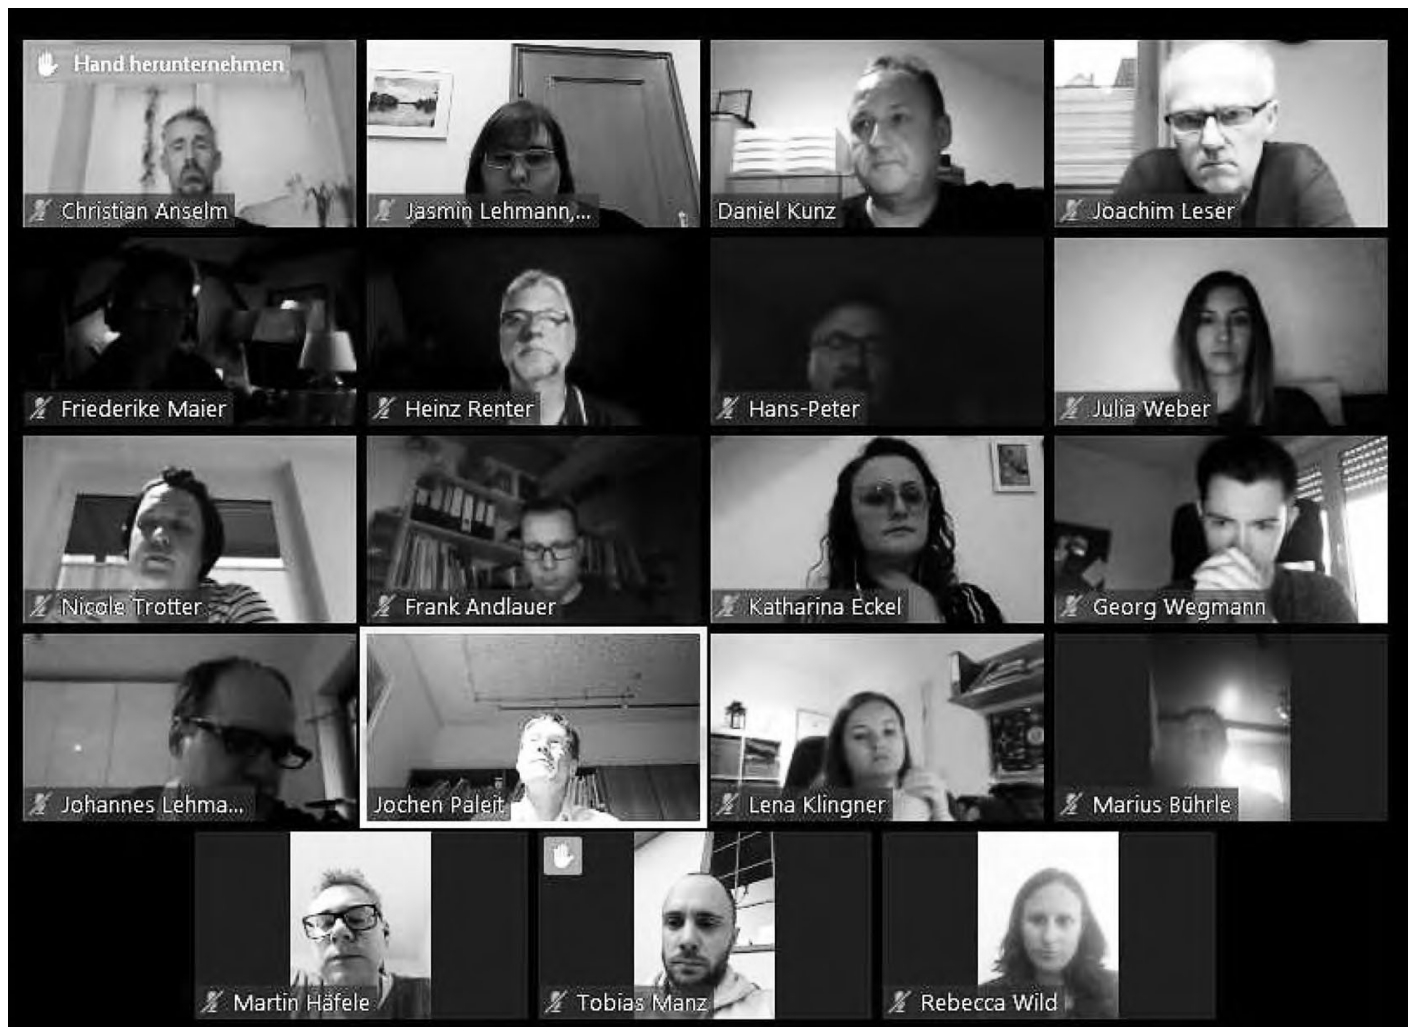 Hand herunternehmen
Christian Anselm
Jasmin Lehmann,...
Daniel Kunz
Joachim Leser
Friederike Maier
Heinz Renter
Hans-Peter
Julia Weber
Nicole Trotter
Frank Andlauer
Katharina Eckel
Georg Wegmann
Johannes Lehma...
Jochen Paleit
Lena Klingner
Marius Bührle
Martin Häfele
Tobias Manz
Rebecca Wild